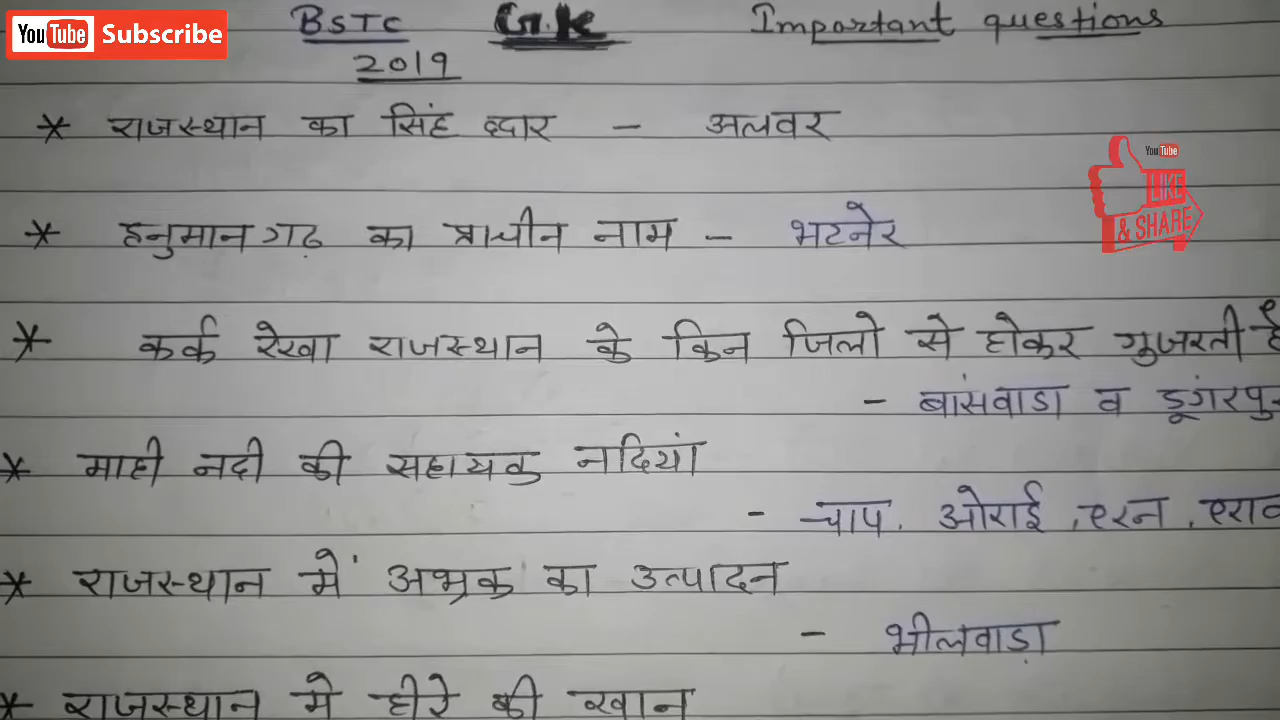 YouTube Subscribe
BSTC G.K Important questions
2019
* राजस्थान का सिंह द्वार – अलवर
YouTube
LIKE
& SHARE
* हनुमानगढ़ का प्राचीन नाम – भटनेर
* कर्क रेखा राजस्थान के किन जिलो से होकर गुजरती है
- बांसवाडा व डूगंरपु
* माही नदी की सहायक नदियां
- चाप, ओराई, एरन, एराव
* राजस्थान में अभ्रक का उत्पादन
- भीलवाड़ा
* राजस्थान मे हीरे की खान